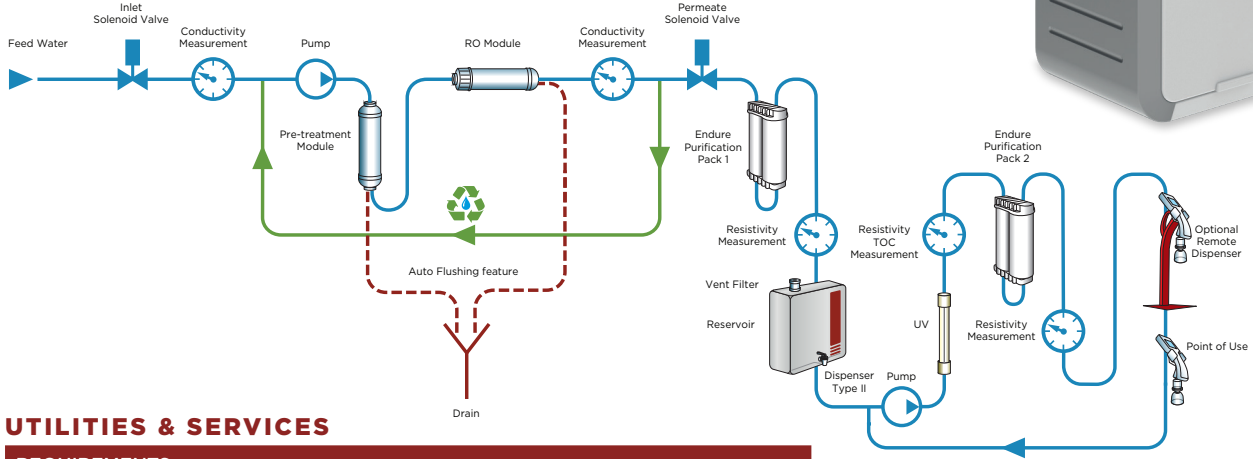 Inlet
Solenoid Valve
Permeate
Solenoid Valve
Feed Water
Conductivity
Measurement
Pump
RO Module
Conductivity
Measurement
Pre-treatment
Module
Endure
Purification
Pack 1
Endure
Purification
Pack 2
Resistivity
Measurement
Resistivity
TOC
Measurement
Optional
Remote
Dispenser
Auto Flushing feature
Vent Filter
Reservoir
UV
Resistivity
Measurement
Point of Use
Dispenser
Type II
Pump
Drain
UTILITIES & SERVICES
REQUIREMENTS